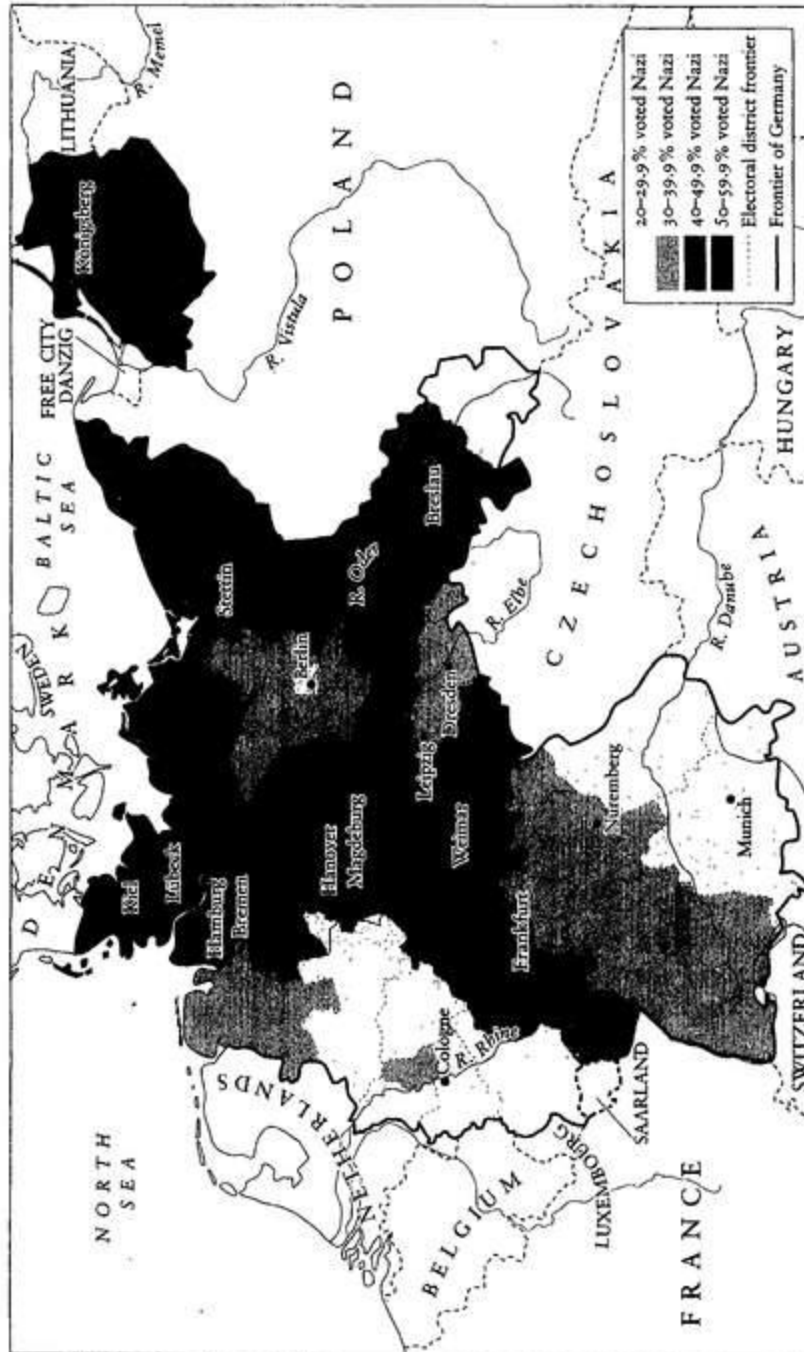 NORTH
SEA
DENMARK
SWEDEN
BALTIC
SEA
FREE CITY
DANZIG
LITHUANIA
R. Memel
Königsberg
Kiel
Lübeck
Hamburg
Bremen
Stettin
Berlin
Hanover
Magdeburg
R. Oder
R. Vistula
POLAND
NETHERLANDS
Cologne
R. Rhine
BELGIUM
LUXEMBOURG
SAARLAND
FRANCE
Frankfurt
Weimar
Leipzig
Dresden
Breslau
R. Elbe
CZECHOSLOVAKIA
Nuremberg
Munich
R. Danube
SWITZERLAND
AUSTRIA
HUNGARY
20–29.9% voted Nazi
30–39.9% voted Nazi
40–49.9% voted Nazi
50–59.9% voted Nazi
Electoral district frontier
Frontier of Germany